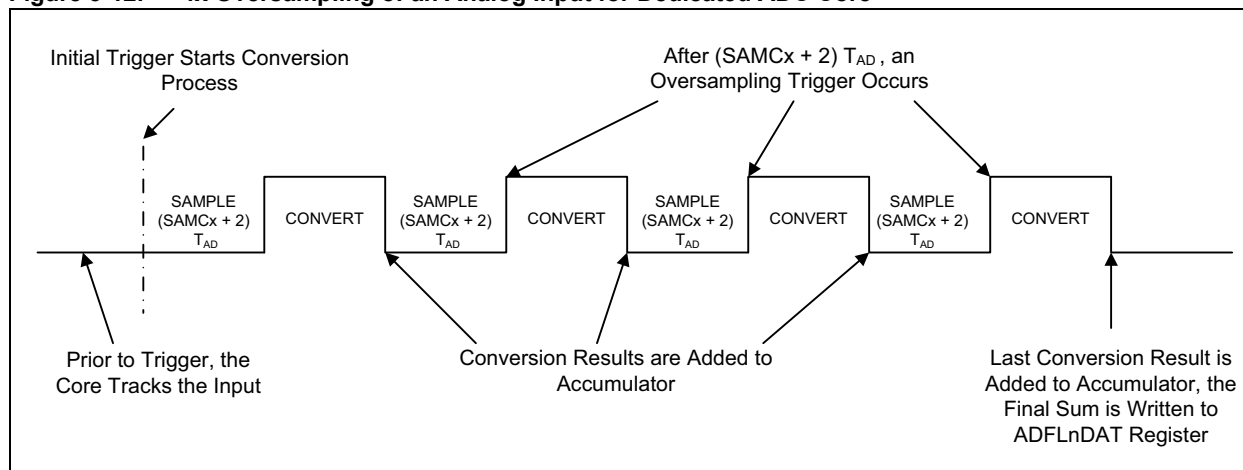 Initial Trigger Starts Conversion
Process
After (SAMCx + 2) TAD , an
Oversampling Trigger Occurs
SAMPLE
(SAMCx + 2)
TAD
CONVERT
SAMPLE
(SAMCx + 2)
TAD
CONVERT
SAMPLE
(SAMCx + 2)
TAD
CONVERT
SAMPLE
(SAMCx + 2)
TAD
CONVERT
Prior to Trigger, the
Core Tracks the Input
Conversion Results are Added to
Accumulator
Last Conversion Result is
Added to Accumulator, the
Final Sum is Written to
ADFLnDAT Register